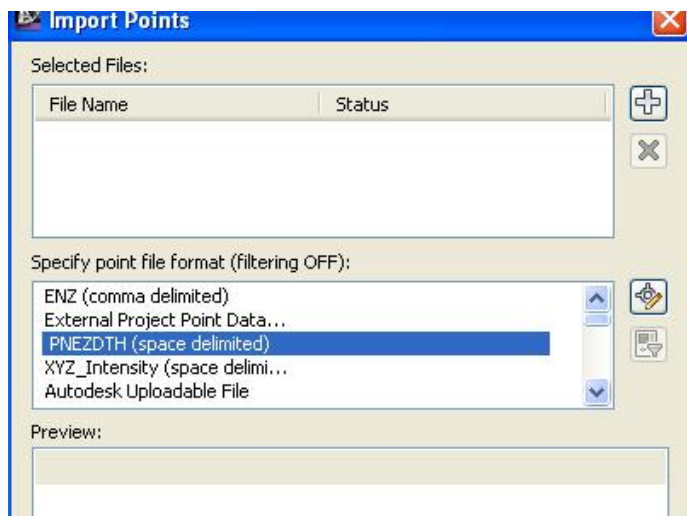 Import Points
Selected Files:
File Name Status
Specify point file format (filtering OFF):
ENZ (comma delimited)
External Project Point Data...
PNEZDTH (space delimited)
XYZ_Intensity (space delimi...
Autodesk Uploadable File
Preview: